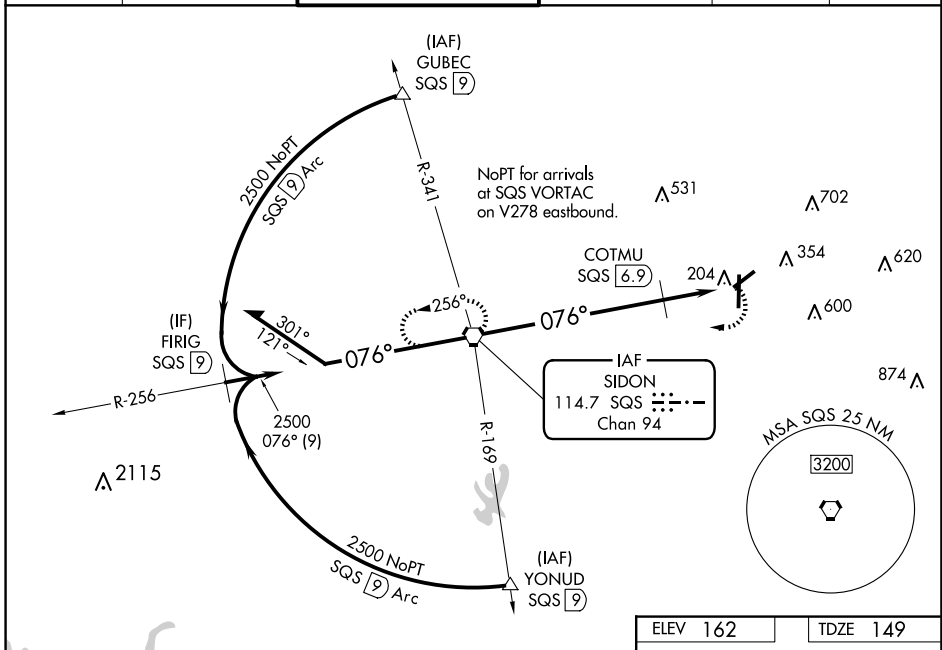 (IAF)
GUBEC
SQS 9
2500 NoPT
SQS 9 Arc
R-341
NoPT for arrivals
at SQS VORTAC
on V278 eastbound.
531
702
COTMU
SQS 6.9
204
354
620
600
874
(IF)
FIRIG
SQS 9
301°
121°
256°
076°
076°
R-256
2500
076° (9)
IAF
SIDON
114.7 SQS
Chan 94
R-169
2115
2500 NoPT
SQS 9 Arc
(IAF)
YONUD
SQS 9
MSA SQS 25 NM
3200
ELEV 162
TDZE 149